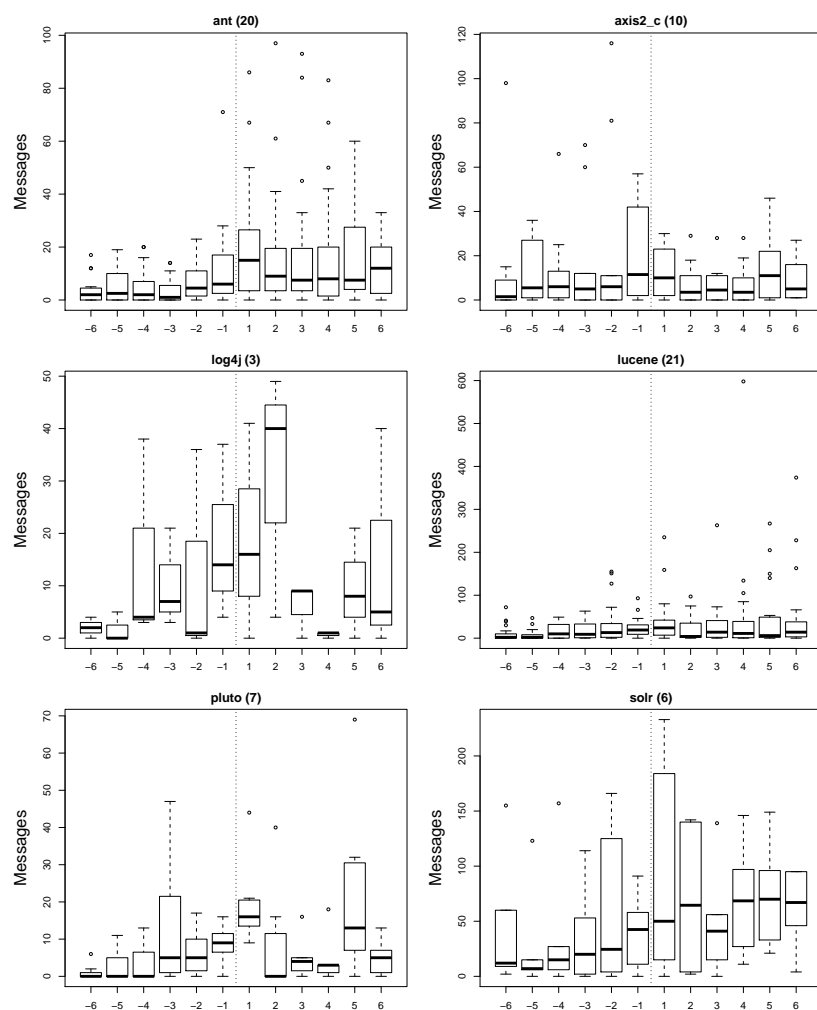 ant (20)
Messages
0 20 40 60 80 100
−6 −5 −4 −3 −2 −1 1 2 3 4 5 6
axis2_c (10)
Messages
0 20 40 60 80 100 120
−6 −5 −4 −3 −2 −1 1 2 3 4 5 6
log4j (3)
Messages
0 10 20 30 40 50
−6 −5 −4 −3 −2 −1 1 2 3 4 5 6
lucene (21)
Messages
0 100 200 300 400 500 600
−6 −5 −4 −3 −2 −1 1 2 3 4 5 6
pluto (7)
Messages
0 10 20 30 40 50 60 70
−6 −5 −4 −3 −2 −1 1 2 3 4 5 6
solr (6)
Messages
0 50 100 150 200
−6 −5 −4 −3 −2 −1 1 2 3 4 5 6